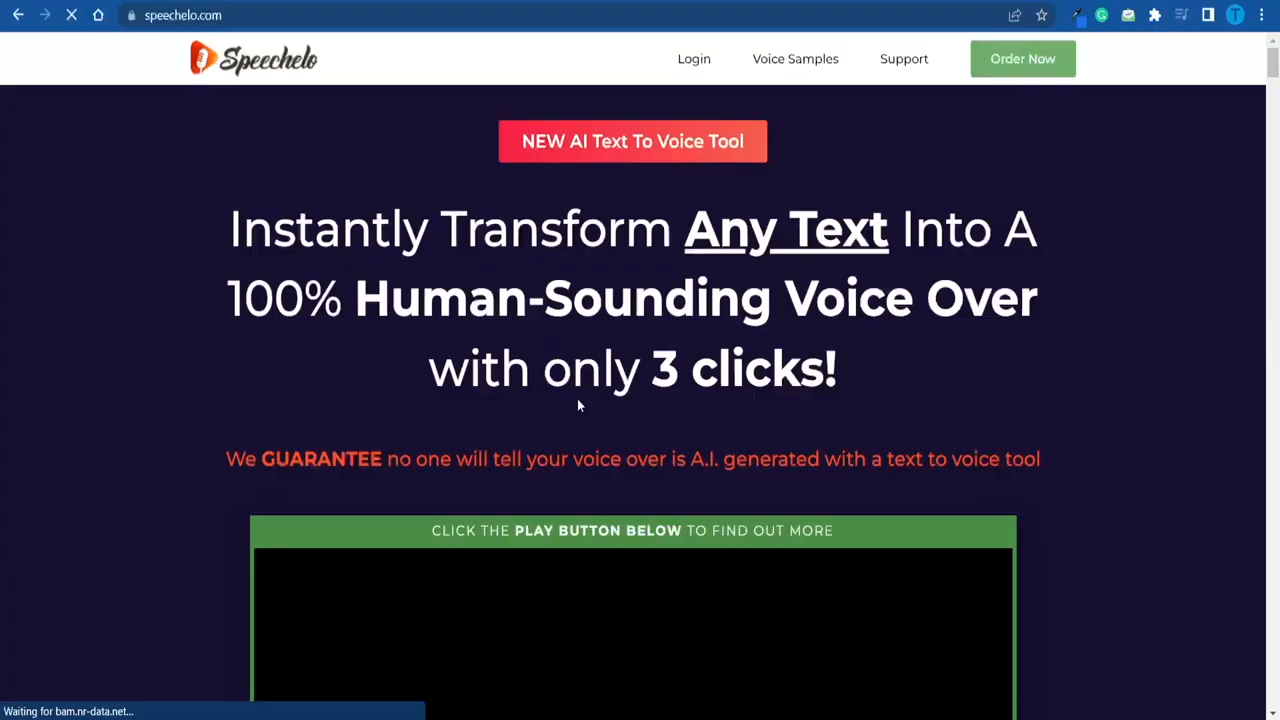 speechelo.com
T
Speechelo
Login
Voice Samples
Support
Order Now
NEW AI Text To Voice Tool
Instantly Transform Any Text Into A
100% Human-Sounding Voice Over
with only 3 clicks!
We GUARANTEE no one will tell your voice over is A.I. generated with a text to voice tool
CLICK THE PLAY BUTTON BELOW TO FIND OUT MORE
Waiting for bam.nr-data.net...